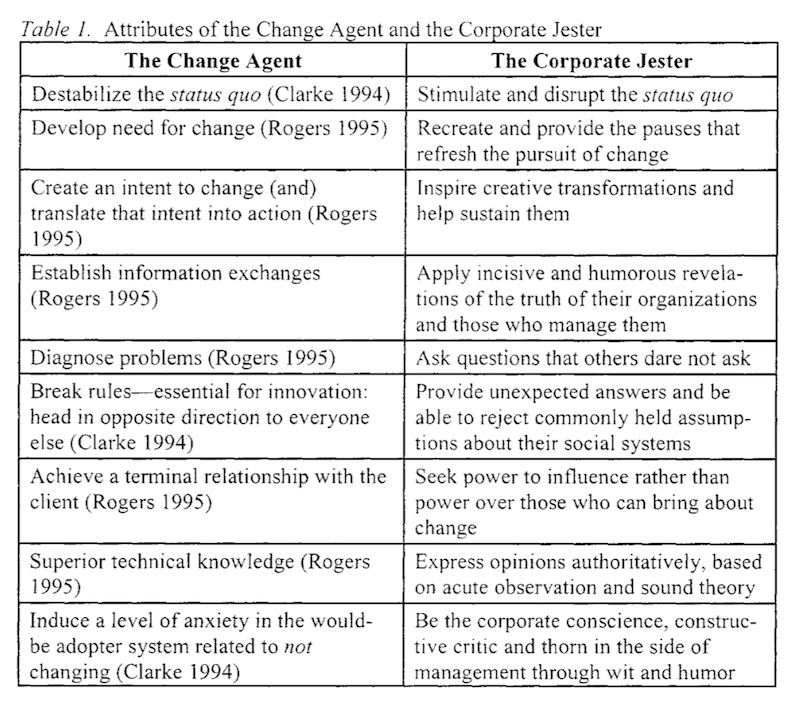 Table 1. Attributes of the Change Agent and the Corporate Jester
The Change Agent
The Corporate Jester
Destabilize the status quo (Clarke 1994)
Stimulate and disrupt the status quo
Develop need for change (Rogers 1995)
Recreate and provide the pauses that
refresh the pursuit of change
Create an intent to change (and)
translate that intent into action (Rogers
1995)
Inspire creative transformations and
help sustain them
Establish information exchanges
(Rogers 1995)
Apply incisive and humorous revela-
tions of the truth of their organizations
and those who manage them
Diagnose problems (Rogers 1995)
Ask questions that others dare not ask
Break rules—essential for innovation:
head in opposite direction to everyone
else (Clarke 1994)
Provide unexpected answers and be
able to reject commonly held assump-
tions about their social systems
Achieve a terminal relationship with the
client (Rogers 1995)
Seek power to influence rather than
power over those who can bring about
change
Superior technical knowledge (Rogers
1995)
Express opinions authoritatively, based
on acute observation and sound theory
Induce a level of anxiety in the would-
be adopter system related to not
changing (Clarke 1994)
Be the corporate conscience, construc-
tive critic and thorn in the side of
management through wit and humor